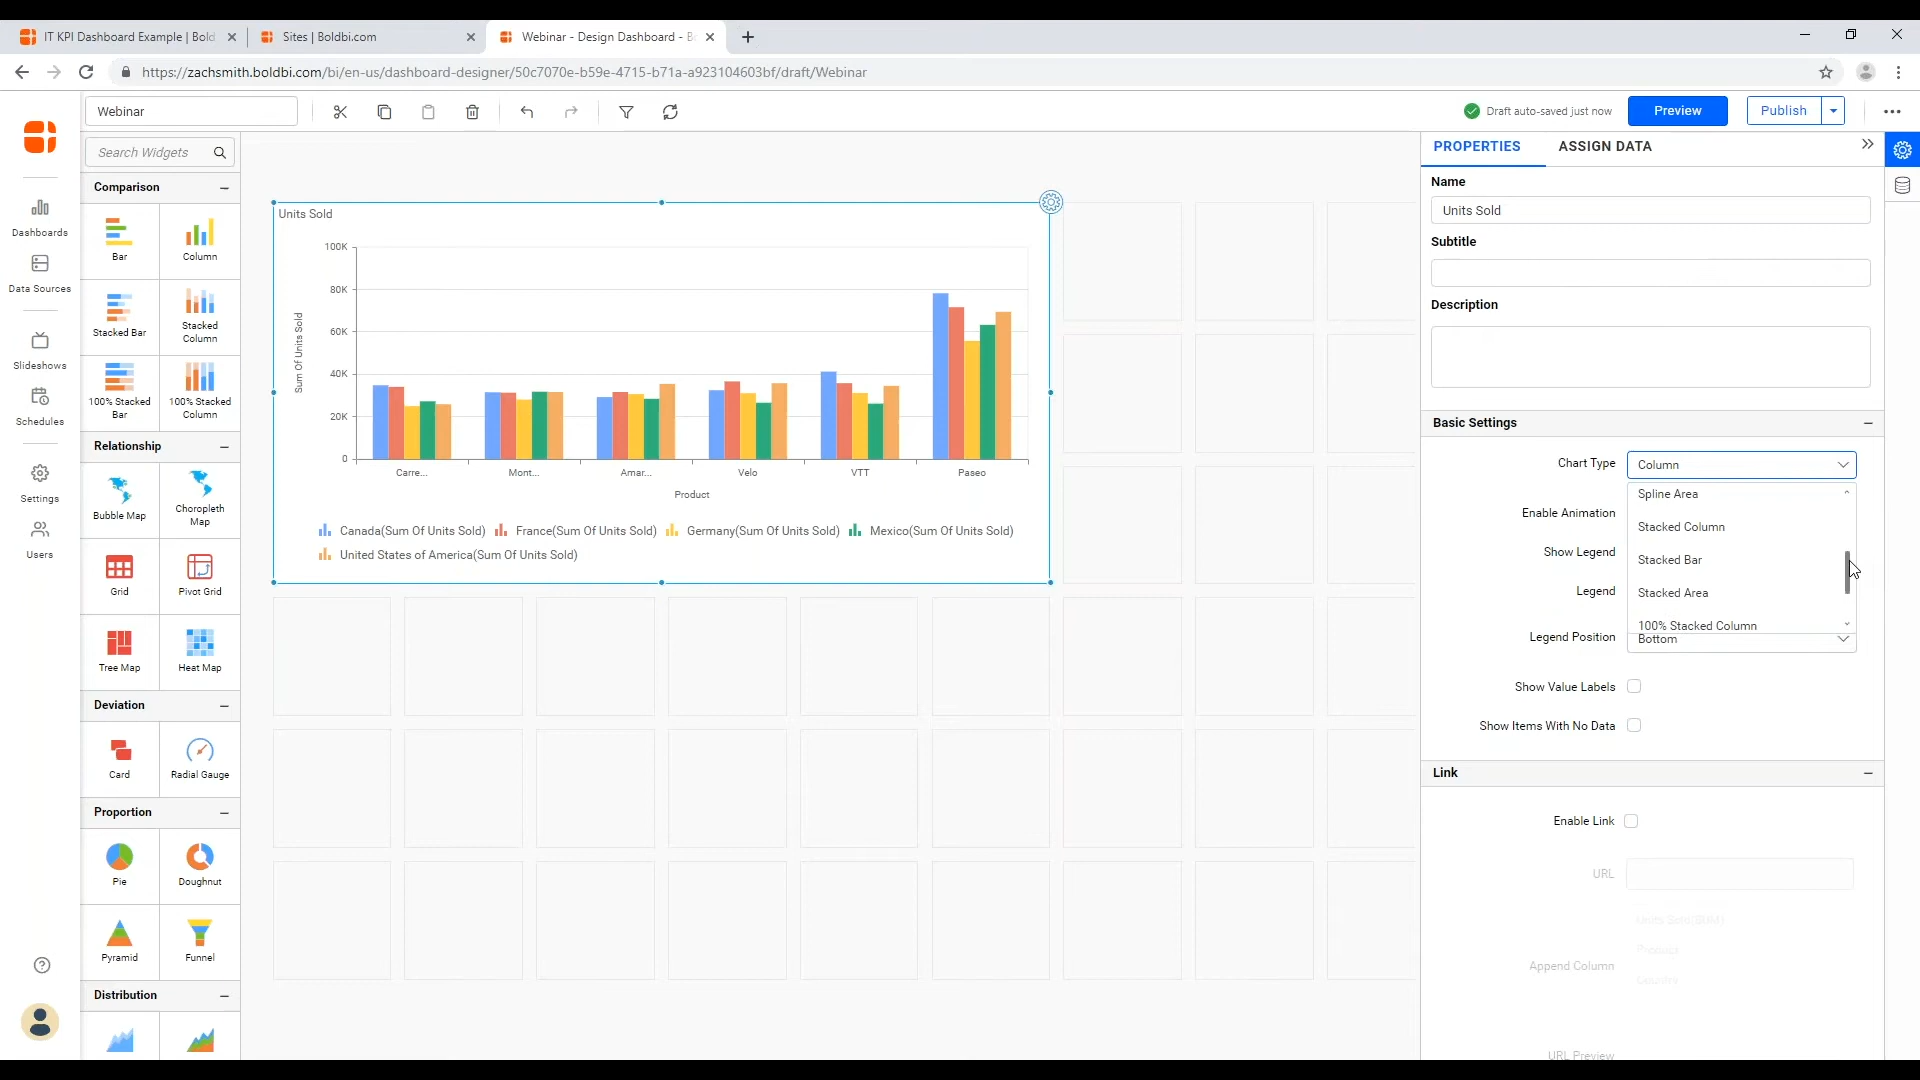 IT KPI Dashboard Example | Bold
Sites | Boldbi.com
Webinar - Design Dashboard - Bo
https://zachsmith.boldbi.com/bi/en-us/dashboard-designer/50c7070e-b59e-4715-b71a-a923104603bf/draft/Webinar
Webinar
Draft auto-saved just now
Preview
Publish
Dashboards
Data Sources
Slideshows
Schedules
Settings
Users
Search Widgets
Comparison
Bar
Column
Stacked Bar
Stacked
Column
100% Stacked
Bar
100% Stacked
Column
Relationship
Bubble Map
Choropleth
Map
Grid
Pivot Grid
Tree Map
Heat Map
Deviation
Card
Radial Gauge
Proportion
Pie
Doughnut
Pyramid
Funnel
Distribution
Units Sold
100K
80K
60K
40K
20K
0
Sum Of Units Sold
Carre...
Mont...
Amar...
Velo
VTT
Paseo
Product
Canada(Sum Of Units Sold)
France(Sum Of Units Sold)
Germany(Sum Of Units Sold)
Mexico(Sum Of Units Sold)
United States of America(Sum Of Units Sold)
PROPERTIES
ASSIGN DATA
Name
Units Sold
Subtitle
Description
Basic Settings
Chart Type
Column
Spline Area
Stacked Column
Stacked Bar
Stacked Area
100% Stacked Column
Enable Animation
Show Legend
Legend
Legend Position
Bottom
Show Value Labels
Show Items With No Data
Link
Enable Link
URL
Units Sold(SUM)
Product
Country
Append Column
URL Preview